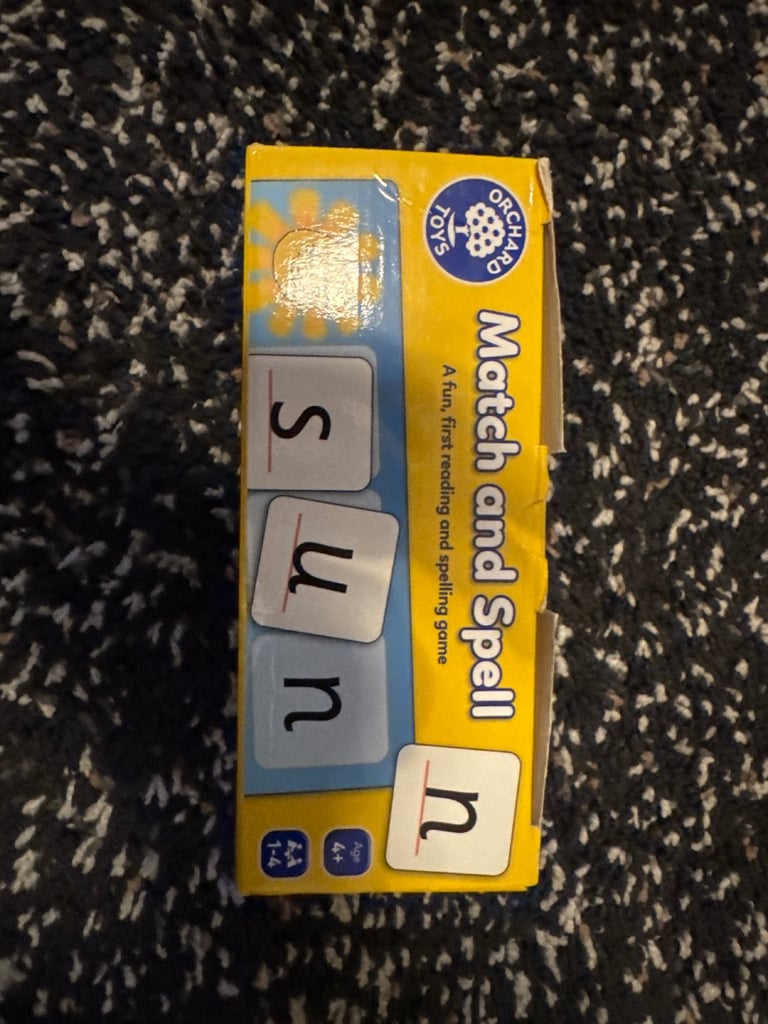 ORCHARD
TOYS
Match and Spell
A fun, first reading and spelling game
s
u
n
n
Age
4+
1-4